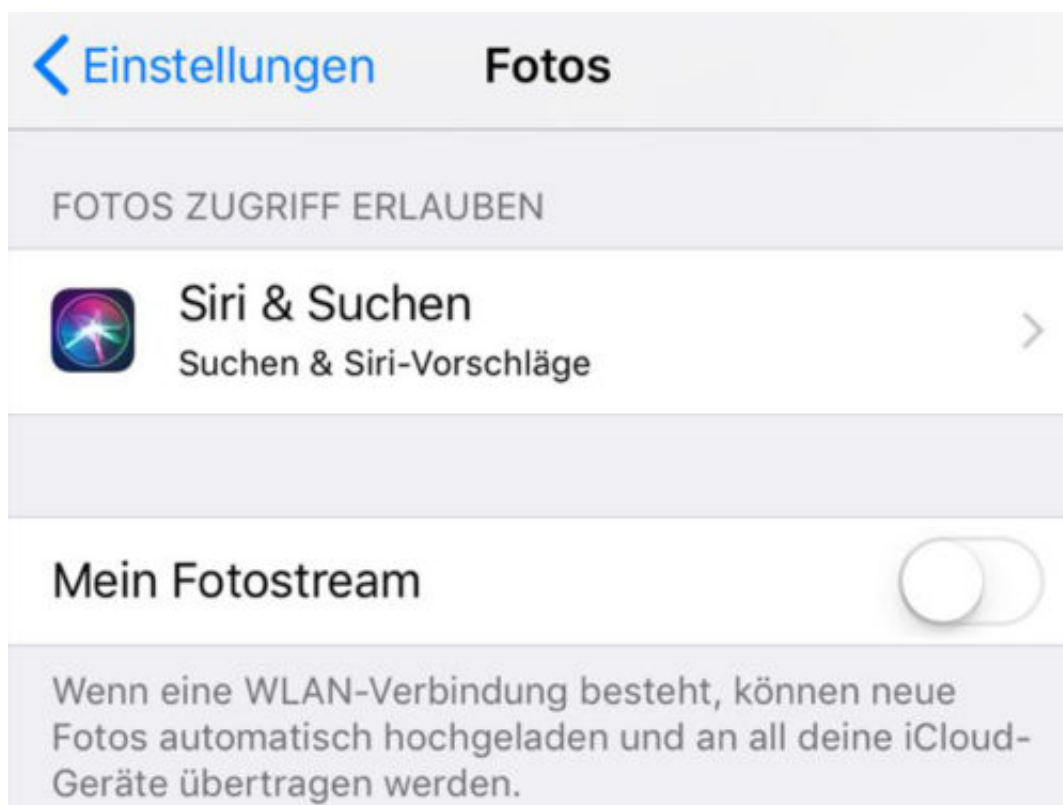 Einstellungen Fotos
FOTOS ZUGRIFF ERLAUBEN
Siri & Suchen
Suchen & Siri-Vorschläge
Mein Fotostream
Wenn eine WLAN-Verbindung besteht, können neue
Fotos automatisch hochgeladen und an all deine iCloud-
Geräte übertragen werden.